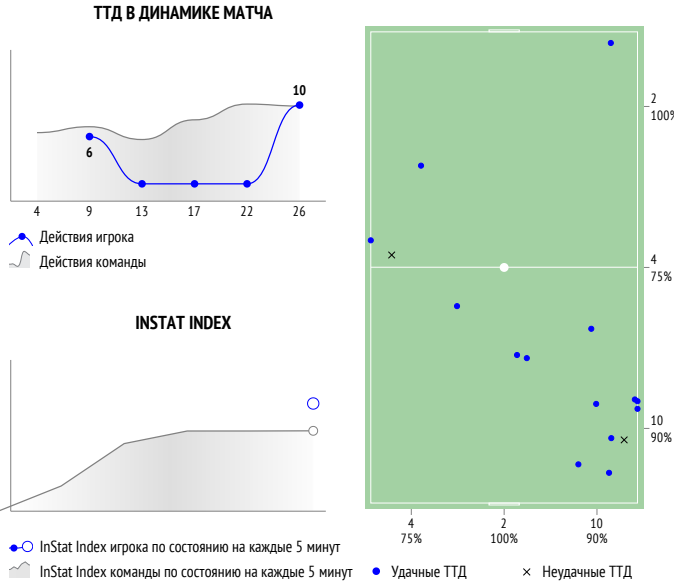 ТТД В ДИНАМИКЕ МАТЧА
10
6
4 9 13 17 22 26
Действия игрока
Действия команды
INSTAT INDEX
InStat Index игрока по состоянию на каждые 5 минут
InStat Index команды по состоянию на каждые 5 минут
2
100%
4
75%
10
90%
4 2 10
75% 100% 90%
Удачные ТТД Неудачные ТТД